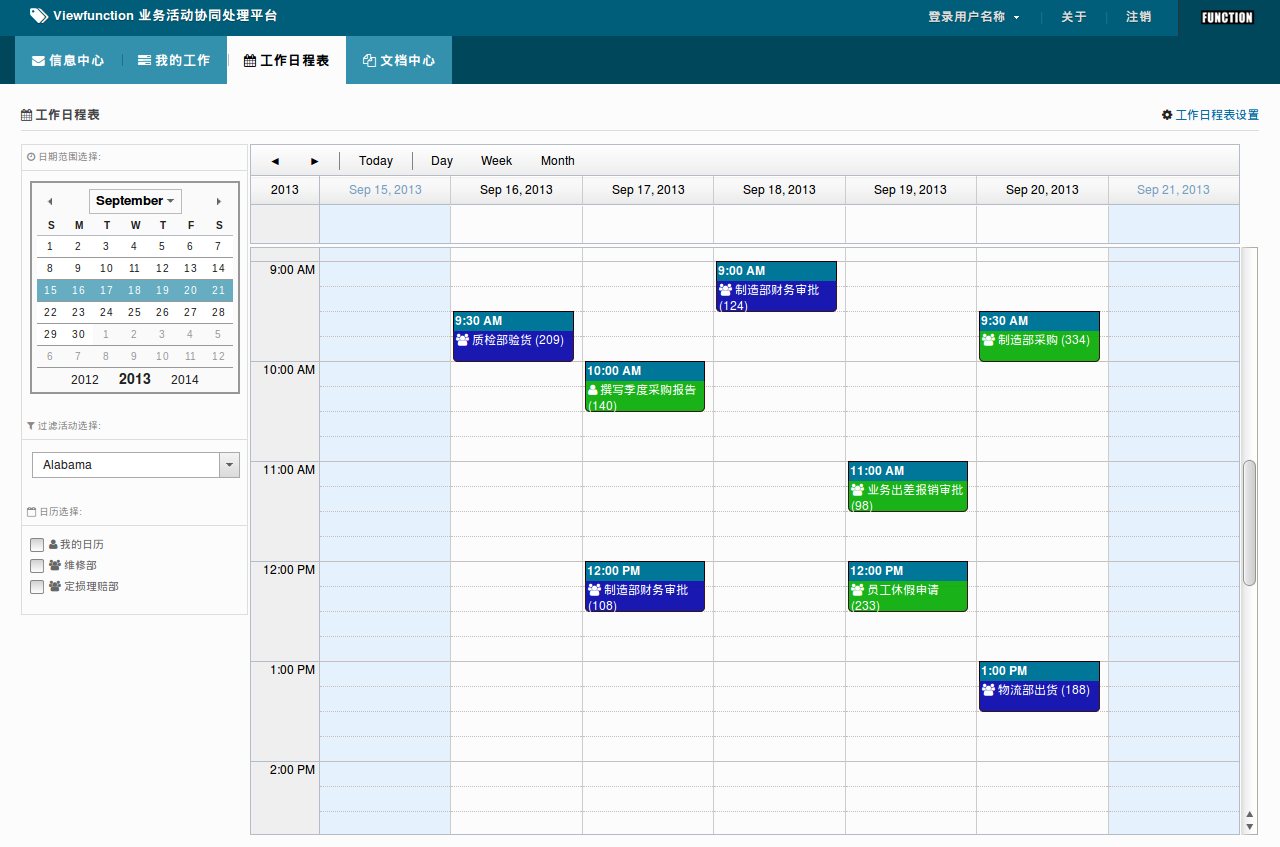 Viewfunction 业务活动协同处理平台
登录用户名称 关于 注销 FUNCTION
信息中心 我的工作 工作日程表 文档中心
工作日程表
工作日程表设置
日期范围选择:
September
S M T W T F S
1 2 3 4 5 6 7
8 9 10 11 12 13 14
15 16 17 18 19 20 21
22 23 24 25 26 27 28
29 30 1 2 3 4 5
6 7 8 9 10 11 12
2012 2013 2014
过滤活动选择:
Alabama
日历选择:
我的日历
维修部
定损理赔部
Today Day Week Month
2013 Sep 15, 2013 Sep 16, 2013 Sep 17, 2013 Sep 18, 2013 Sep 19, 2013 Sep 20, 2013 Sep 21, 2013
9:00 AM
9:00 AM
制造部财务审批
(124)
9:30 AM
质检部验货 (209)
9:30 AM
制造部采购 (334)
10:00 AM
10:00 AM
撰写季度采购报告
(140)
11:00 AM
11:00 AM
业务出差报销审批
(98)
12:00 PM
12:00 PM
制造部财务审批
(108)
12:00 PM
员工休假申请
(233)
1:00 PM
1:00 PM
物流部出货 (188)
2:00 PM